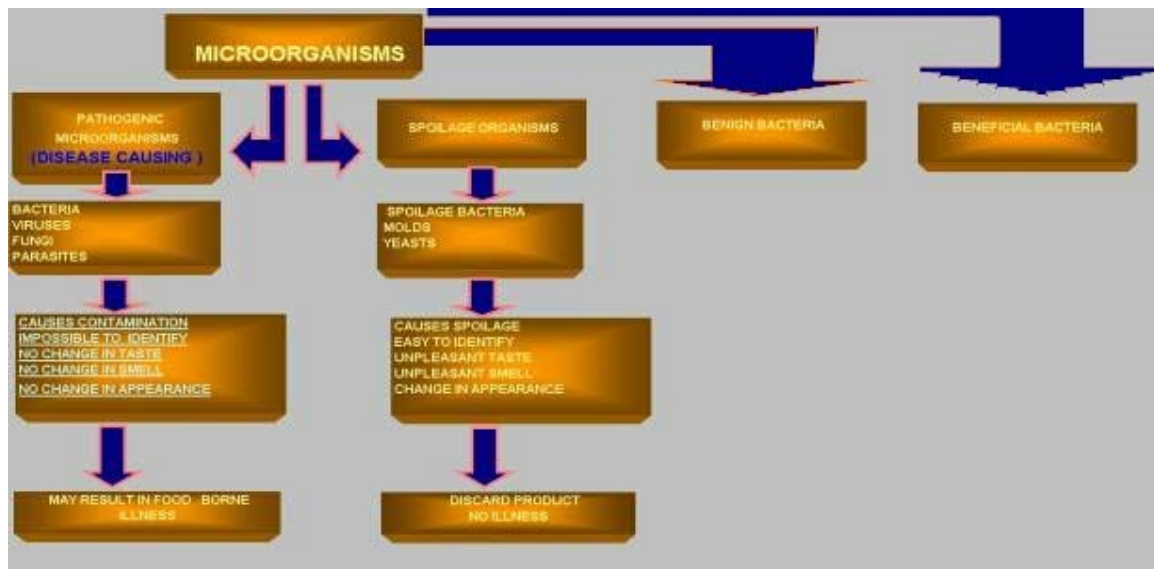 MICROORGANISMS
PATHOGENIC
MICROORGANISMS
(DISEASE CAUSING )
SPOILAGE ORGANISMS
BENIGN BACTERIA
BENEFICIAL BACTERIA
BACTERIA
VIRUSES
FUNGI
PARASITES
SPOILAGE BACTERIA
MOLDS
YEASTS
CAUSES CONTAMINATION
IMPOSSIBLE TO IDENTIFY
NO CHANGE IN TASTE
NO CHANGE IN SMELL
NO CHANGE IN APPEARANCE
CAUSES SPOILAGE
EASY TO IDENTIFY
UNPLEASANT TASTE
UNPLEASANT SMELL
CHANGE IN APPEARANCE
MAY RESULT IN FOOD BORNE
ILLNESS
DISCARD PRODUCT
NO ILLNESS